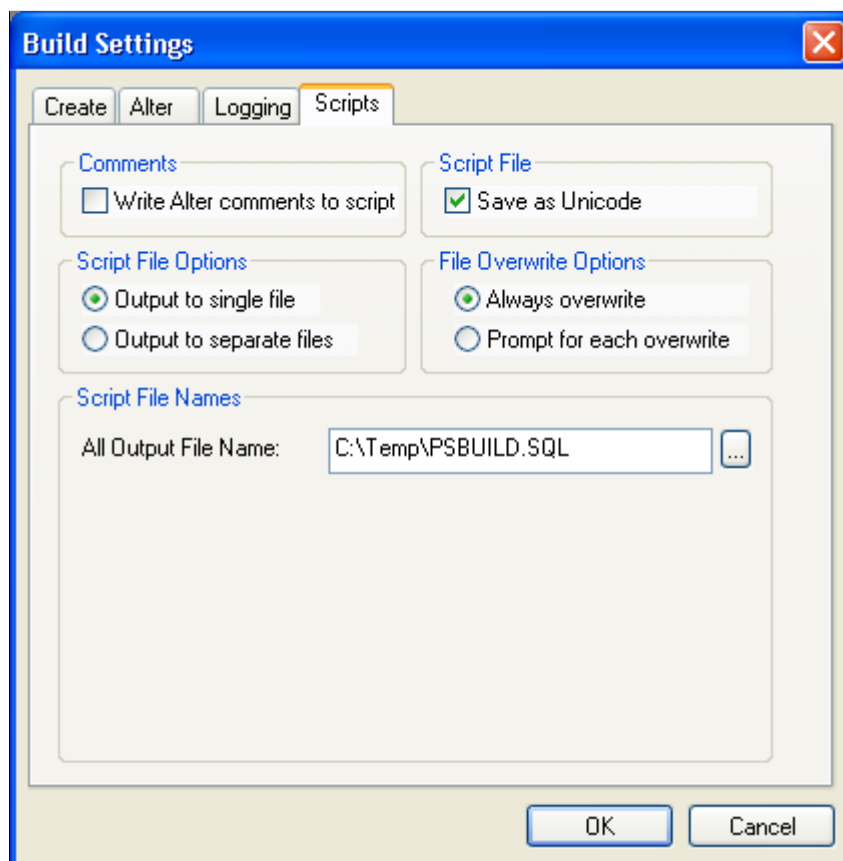 Build Settings
Create Alter Logging Scripts
Comments
Write Alter comments to script
Script File
Save as Unicode
Script File Options
Output to single file
Output to separate files
File Overwrite Options
Always overwrite
Prompt for each overwrite
Script File Names
All Output File Name: C:\Temp\PSBUILD.SQL ...
OK Cancel